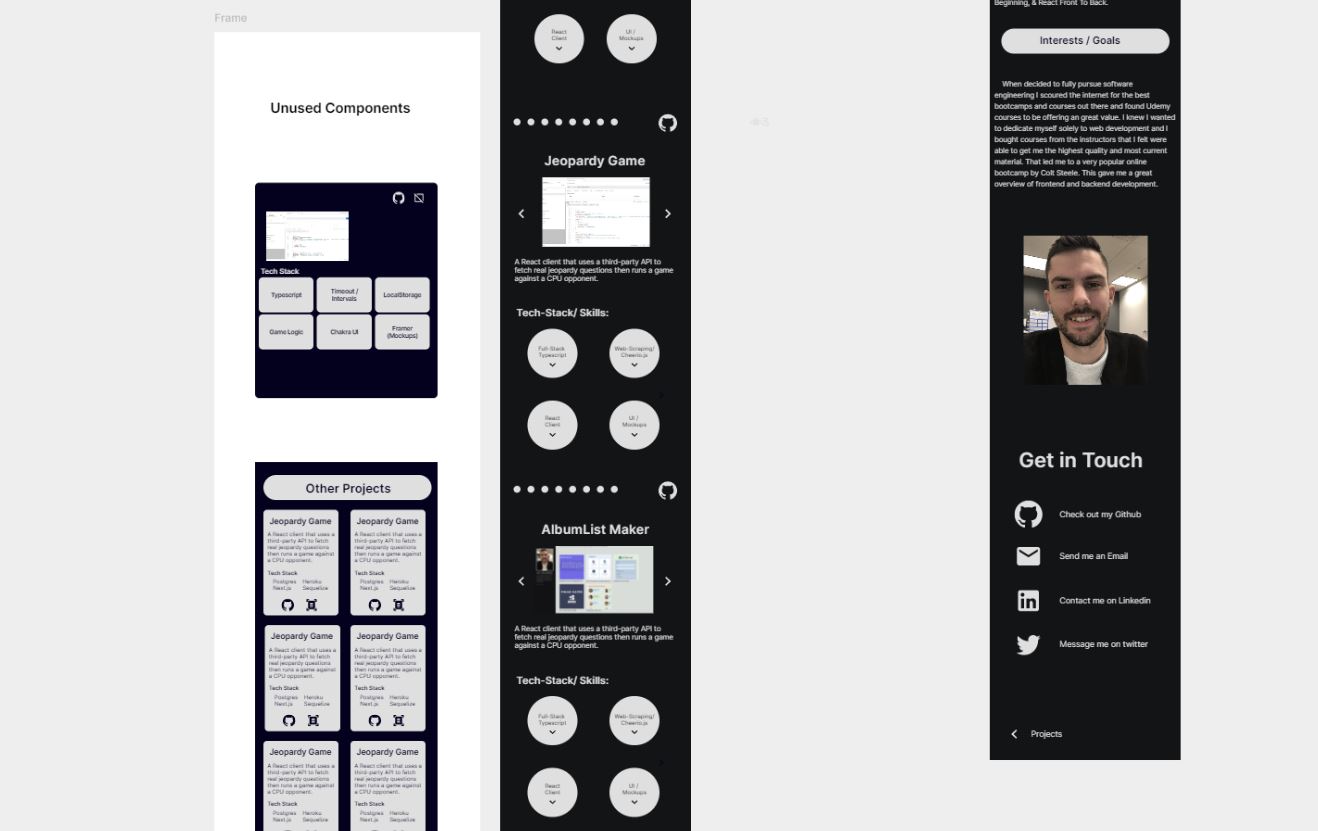 Frame
Unused Components
Tech Stack
Typescript
Timeout /
Intervals
LocalStorage
Game Logic
Chakra UI
Framer
(Mockups)
Other Projects
Jeopardy Game
A React client that uses a
third-party API to fetch
real jeopardy questions
then runs a game against
a CPU opponent.
Tech Stack
Postgres Heroku
Next.js Sequelize
Jeopardy Game
A React client that uses a
third-party API to fetch
real jeopardy questions
then runs a game against
a CPU opponent.
Tech Stack
Postgres Heroku
Next.js Sequelize
Jeopardy Game
A React client that uses a
third-party API to fetch
real jeopardy questions
then runs a game against
a CPU opponent.
Tech Stack
Postgres Heroku
Next.js Sequelize
Jeopardy Game
A React client that uses a
third-party API to fetch
real jeopardy questions
then runs a game against
a CPU opponent.
Tech Stack
Postgres Heroku
Next.js Sequelize
Jeopardy Game
A React client that uses a
third-party API to fetch
real jeopardy questions
then runs a game against
a CPU opponent.
Tech Stack
Postgres Heroku
Next.js Sequelize
Jeopardy Game
A React client that uses a
third-party API to fetch
real jeopardy questions
then runs a game against
a CPU opponent.
Tech Stack
Postgres Heroku
Next.js Sequelize
React
Client
UI /
Mockups
Jeopardy Game
A React client that uses a third-party API to
fetch real jeopardy questions then runs a game
against a CPU opponent.
Tech-Stack/ Skills:
Full-Stack
Typescript
Web-Scraping/
Cheerio.js
React
Client
UI /
Mockups
AlbumList Maker
A React client that uses a third-party API to
fetch real jeopardy questions then runs a game
against a CPU opponent.
Tech-Stack/ Skills:
Full-Stack
Typescript
Web-Scraping/
Cheerio.js
React
Client
UI /
Mockups
Beginning, & React Front To Back.
Interests / Goals
When decided to fully pursue software
engineering I scoured the internet for the best
bootcamps and courses out there and found Udemy
courses to be offering an great value. I knew I wanted
to dedicate myself solely to web development and I
bought courses from the instructors that I felt were
able to get me the highest quality and most current
material. That led me to a very popular online
bootcamp by Colt Steele. This gave me a great
overview of frontend and backend development.
Get in Touch
Check out my Github
Send me an Email
Contact me on Linkedin
Message me on twitter
Projects